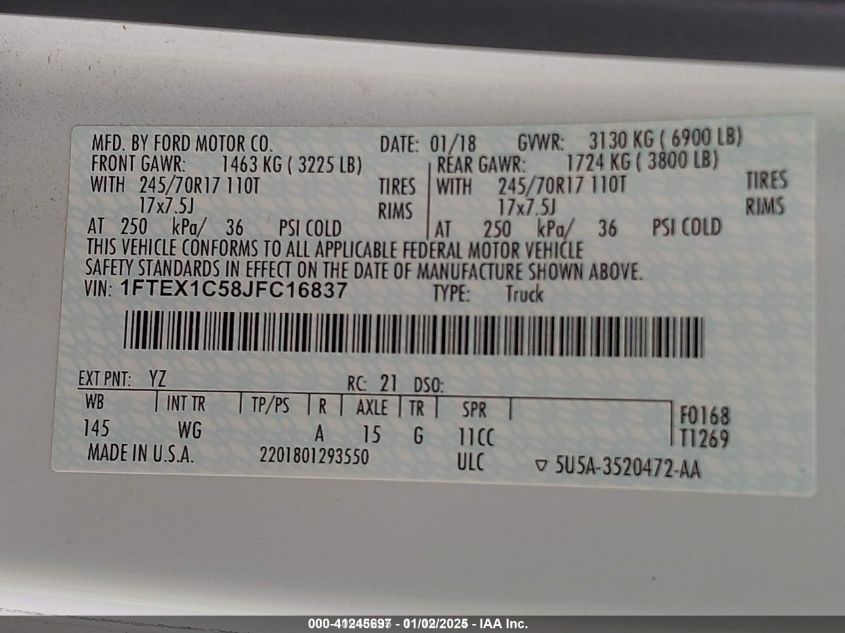 MFD. BY FORD MOTOR CO. DATE: 01/18 GVWR: 3130 KG ( 6900 LB)
FRONT GAWR: 1463 KG ( 3225 LB) REAR GAWR: 1724 KG ( 3800 LB)
WITH 245/70R17 110T TIRES WITH 245/70R17 110T TIRES
17x7.5J RIMS 17x7.5J RIMS
AT 250 kPa/ 36 PSI COLD AT 250 kPa/ 36 PSI COLD
THIS VEHICLE CONFORMS TO ALL APPLICABLE FEDERAL MOTOR VEHICLE
SAFETY STANDARDS IN EFFECT ON THE DATE OF MANUFACTURE SHOWN ABOVE.
VIN: 1FTEX1C58JFC16837 TYPE: Truck
EXT PNT: YZ RC: 21 DSO:
WB INT TR TP/PS R AXLE TR SPR F0168
145 WG A 15 G 11CC T1269
MADE IN U.S.A. 2201801293550 ULC ▽ 5U5A-3520472-AA
000-41245697 - 01/02/2025 - IAA Inc.